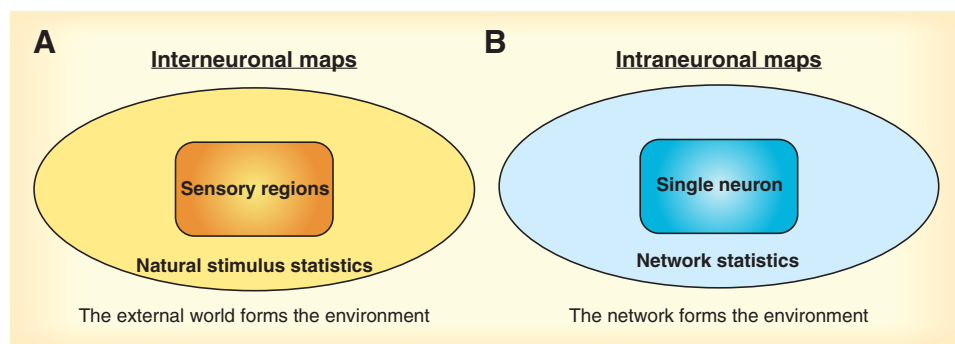 A
Interneuronal maps
Sensory regions
Natural stimulus statistics
The external world forms the environment
B
Intraneuronal maps
Single neuron
Network statistics
The network forms the environment